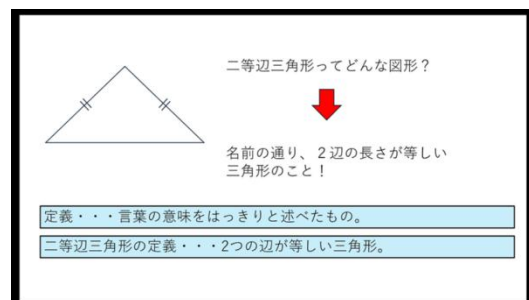 二等辺三角形ってどんな図形？
名前の通り、２辺の長さが等しい
三角形のこと！
定義・・・言葉の意味をはっきりと述べたもの。
二等辺三角形の定義・・・2つの辺が等しい三角形。